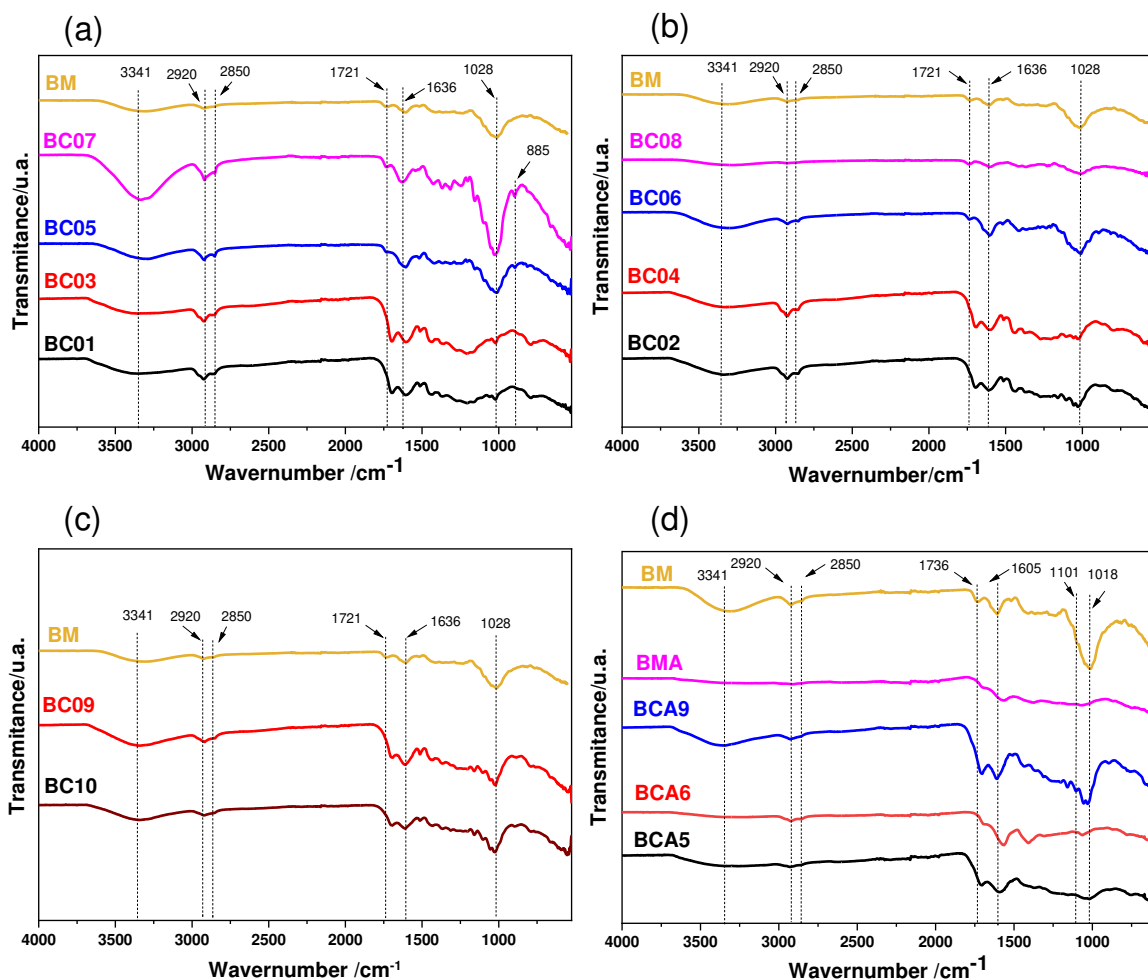 (a)
3341 2920 2850 1721 1636 1028
BM
BC07
885
BC05
BC03
BC01
Transmitance/u.a.
4000 3500 3000 2500 2000 1500 1000
Wavernumber /cm-1
(b)
3341 2920 2850 1721 1636 1028
BM
BC08
BC06
BC04
BC02
Transmitance/u.a.
4000 3500 3000 2500 2000 1500 1000
Wavernumber/cm-1
(c)
3341 2920 2850 1721 1636 1028
BM
BC09
BC10
Transmitance/u.a.
4000 3500 3000 2500 2000 1500 1000
Wavernumber /cm-1
(d)
3341 2920 2850 1736 1605 1101 1018
BM
BMA
BCA9
BCA6
BCA5
Transmitance/u.a.
4000 3500 3000 2500 2000 1500 1000
Wavernumber /cm-1